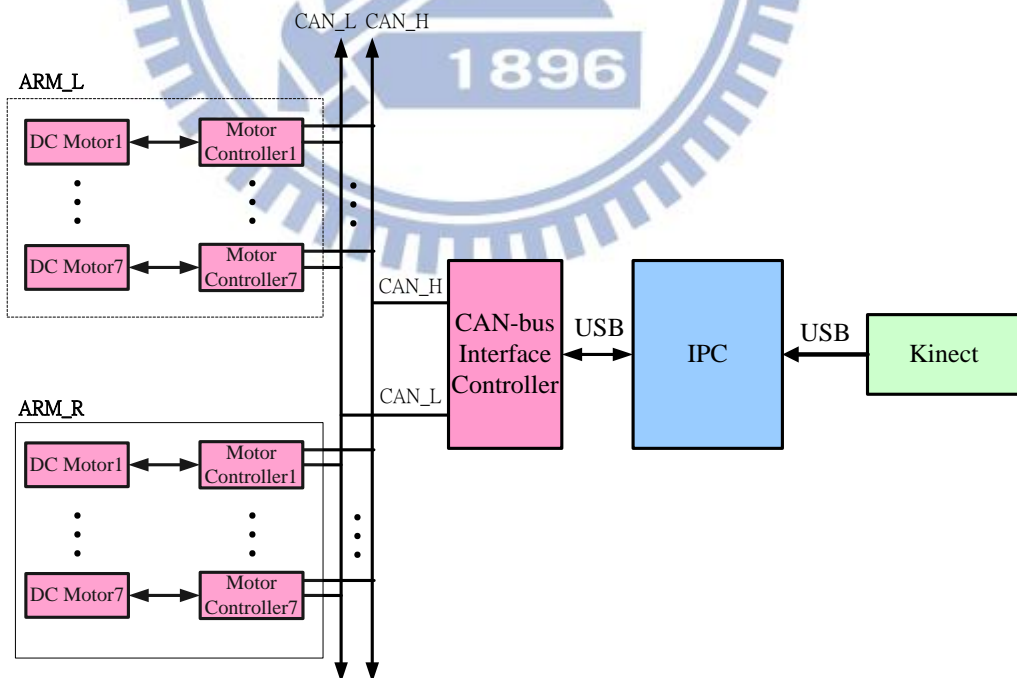 CAN_L CAN_H
1896
ARM_L
DC Motor1
Motor
Controller1
DC Motor7
Motor
Controller7
CAN_H
CAN-bus
Interface
Controller
USB
IPC
USB
Kinect
CAN_L
ARM_R
DC Motor1
Motor
Controller1
DC Motor7
Motor
Controller7